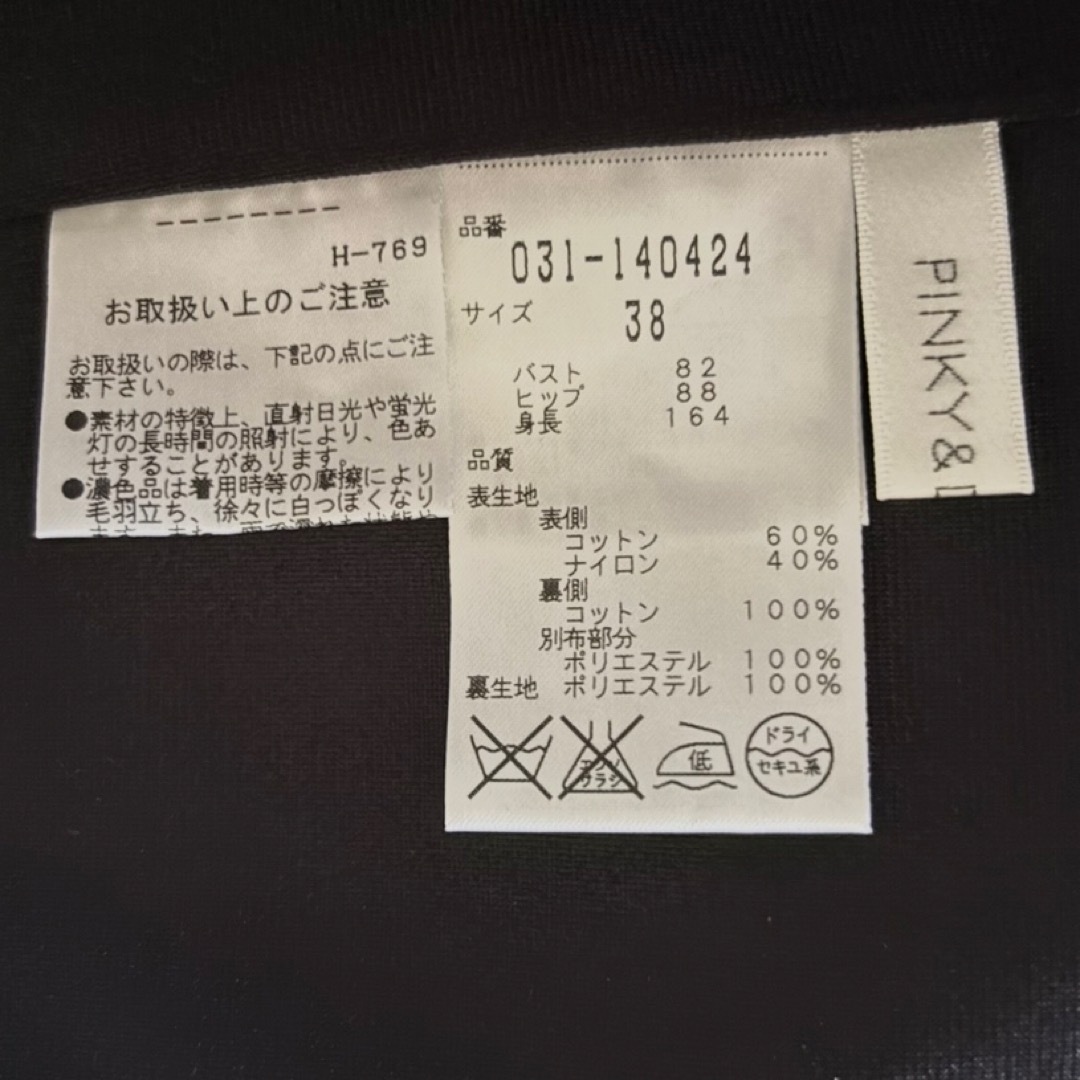 H-769
お取扱い上のご注意
お取扱いの際は、下記の点にご注
意下さい。
●素材の特徴上、直射日光や蛍光
灯の長時間の照射により、色あ
せすることがあります。
●濃色品は着用時等の摩擦により
毛羽立ち、徐々に白っぽくなり
品番
031-140424
サイズ 38
バスト 82
ヒップ 88
身長 164
品質
表生地
表側
コットン 60%
ナイロン 40%
裏側
コットン 100%
別布部分
ポリエステル 100%
裏生地 ポリエステル 100%
エンソ
サラシ
低
ドライ
セキユ系
PINKY&